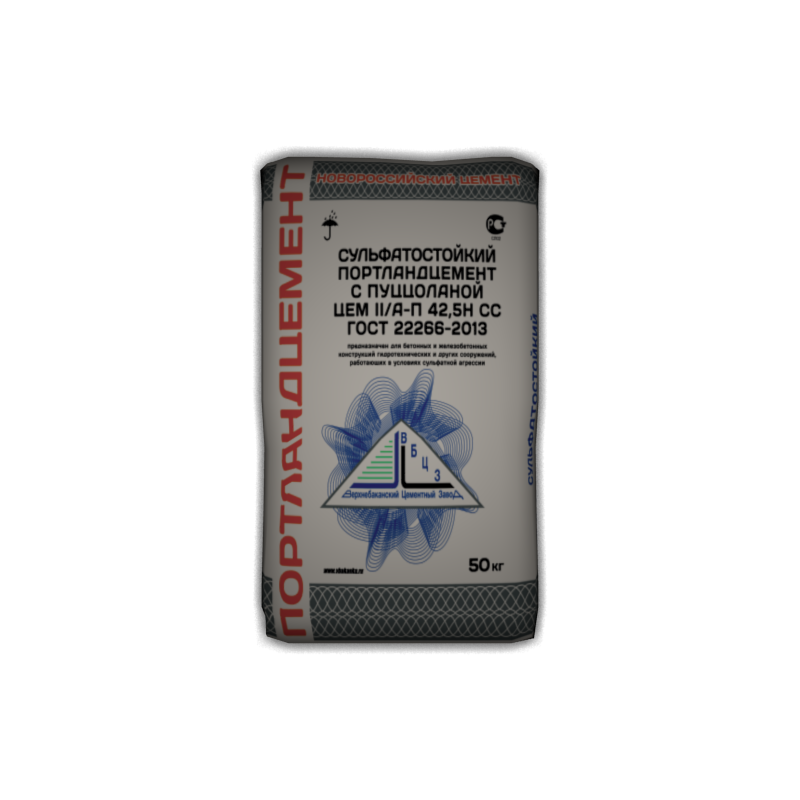 НОВОРОССИЙСКИЙ ЦЕМЕНТ
ПОРТЛАНДЦЕМЕНТ
СУЛЬФАТОСТОЙКИЙ
ПОРТЛАНДЦЕМЕНТ
С ПУЦЦОЛАНОЙ
ЦЕМ II/А-П 42,5Н СС
ГОСТ 22266-2013
предназначен для бетонных и железобетонных
конструкций гидротехнических и других сооружений,
работающих в условиях сульфатной агрессии
В
Б
Ц
З
Верхнебаканский Цементный Завод
50 кг
СУЛЬФАТОСТОЙКИЙ